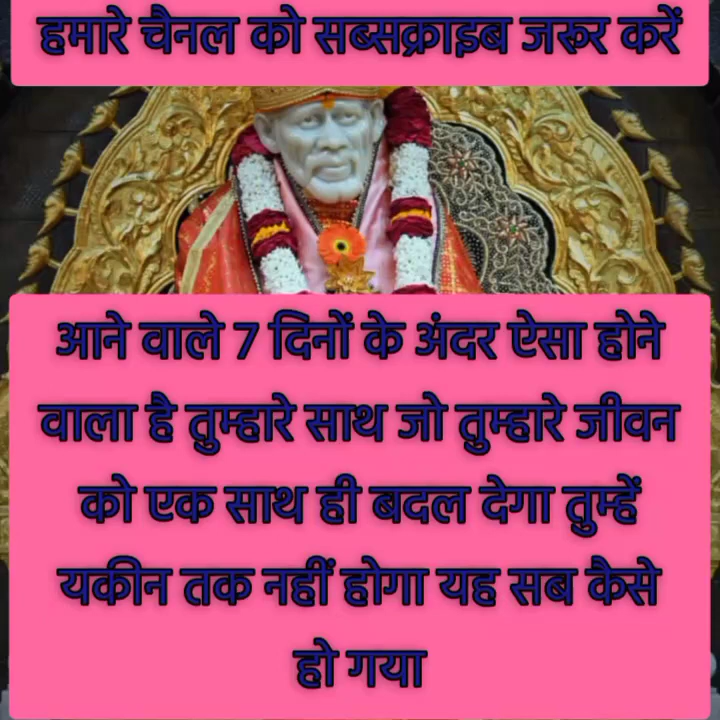 हमारे चैनल को सब्सक्राइब जरूर करें
आने वाले 7 दिनों के अंदर ऐसा होने
वाला है तुम्हारे साथ जो तुम्हारे जीवन
को एक साथ ही बदल देगा तुम्हें
यकीन तक नहीं होगा यह सब कैसे
हो गया